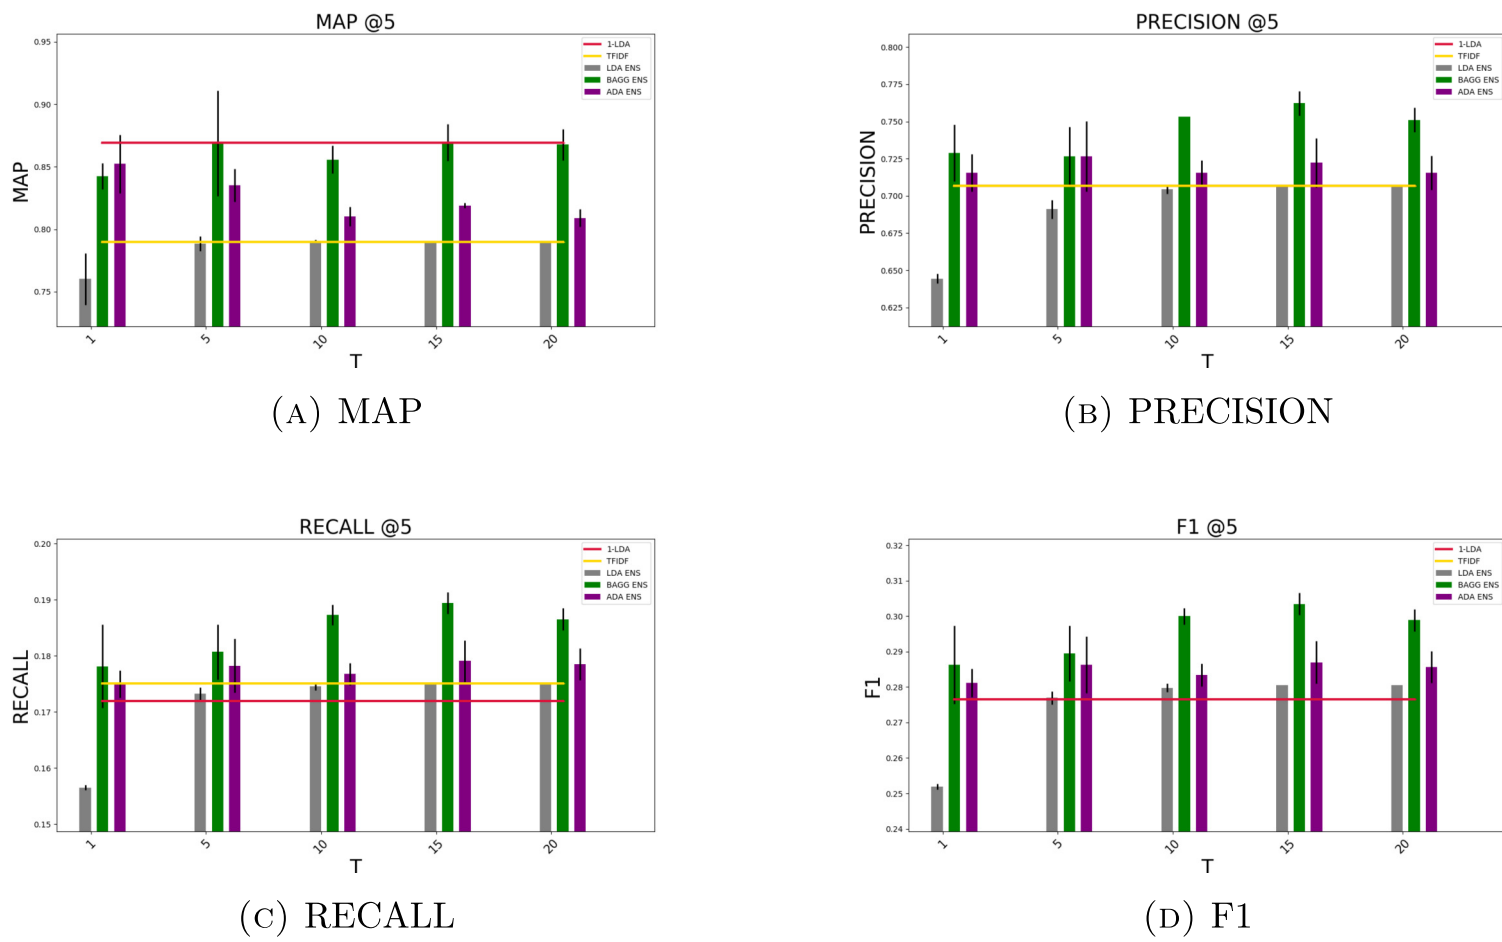 MAP @5
0.95
0.90
0.85
0.80
0.75
MAP
1-LDA
TFIDF
LDA ENS
BAGG ENS
ADA ENS
1 5 10 15 20
T
(A) MAP
PRECISION @5
0.800
0.775
0.750
0.725
0.700
0.675
0.650
0.625
PRECISION
1-LDA
TFIDF
LDA ENS
BAGG ENS
ADA ENS
1 5 10 15 20
T
(B) PRECISION
RECALL @5
0.20
0.19
0.18
0.17
0.16
0.15
RECALL
1-LDA
TFIDF
LDA ENS
BAGG ENS
ADA ENS
1 5 10 15 20
T
(C) RECALL
F1 @5
0.32
0.31
0.30
0.29
0.28
0.27
0.26
0.25
0.24
F1
1-LDA
TFIDF
LDA ENS
BAGG ENS
ADA ENS
1 5 10 15 20
T
(D) F1